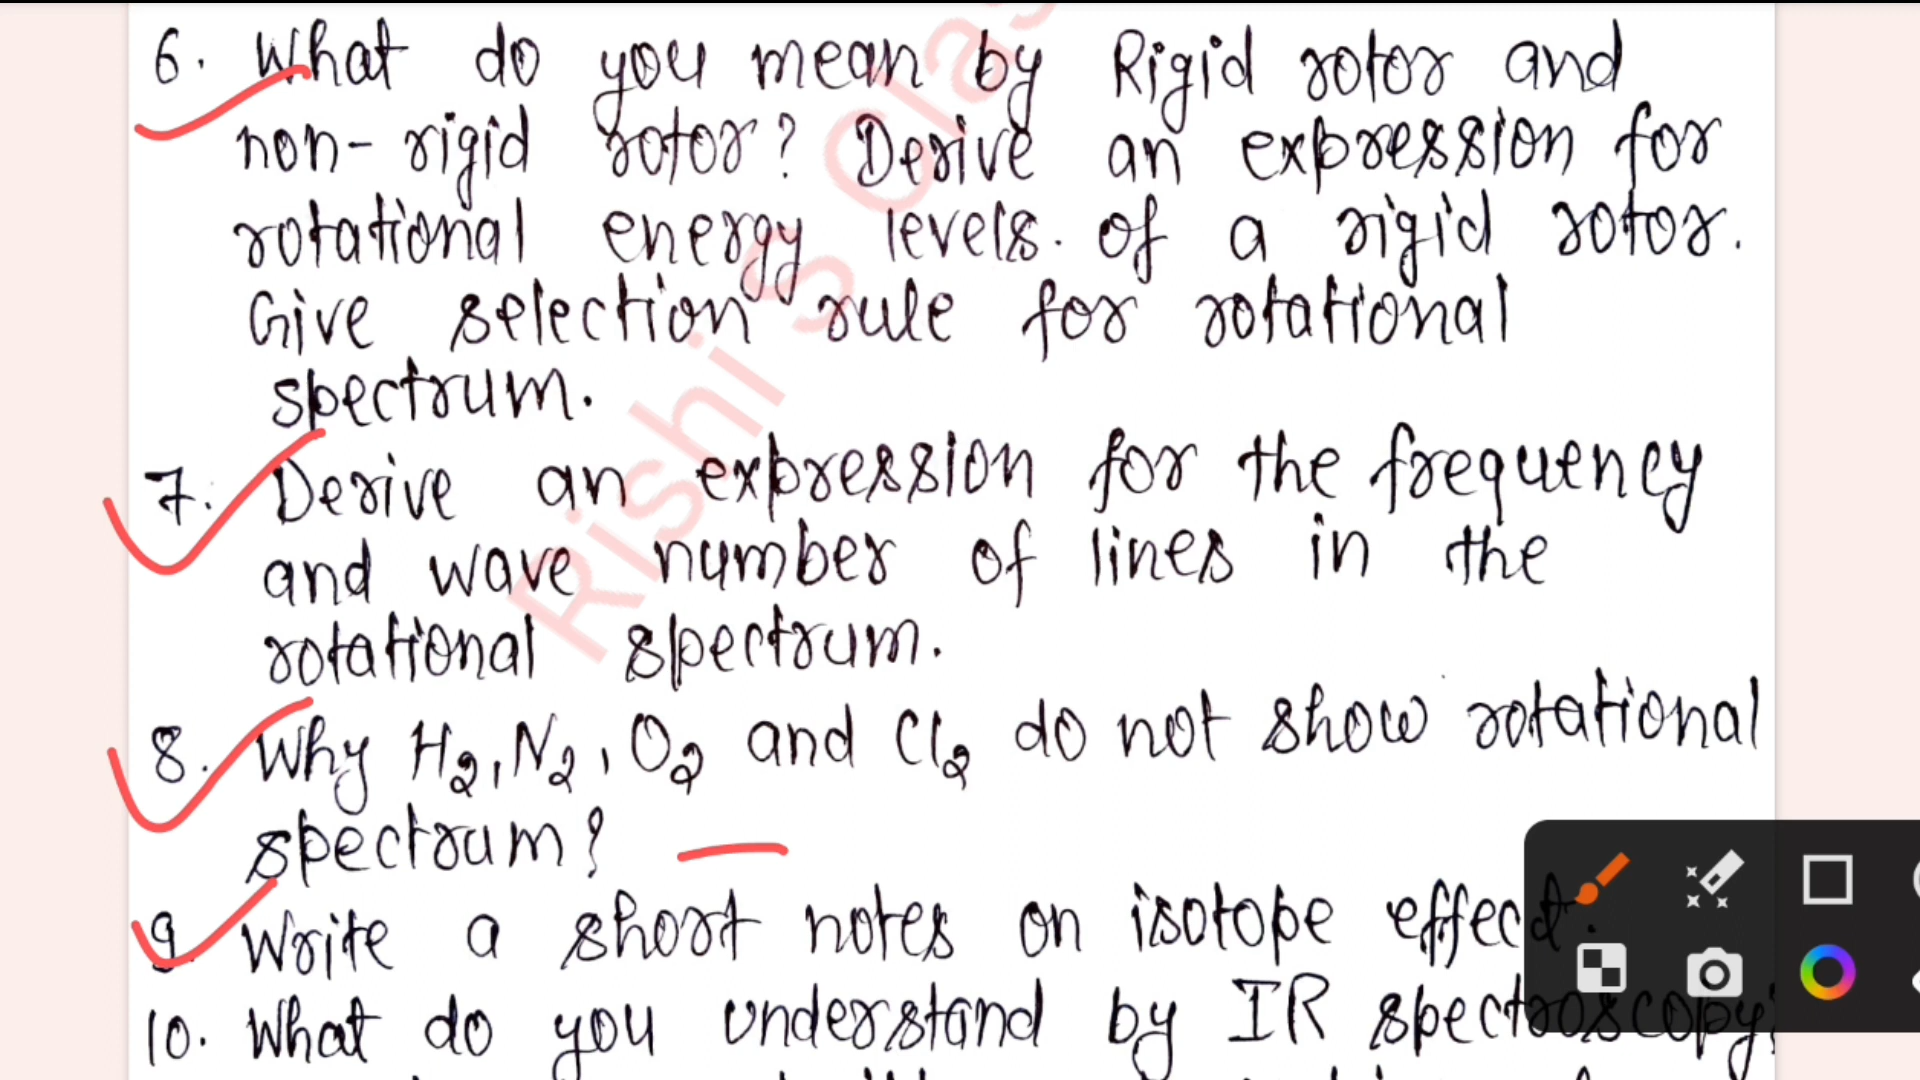 6. What do you mean by Rigid rotor and
non-rigid rotor? Derive an expression for
rotational energy levels. of a rigid rotor.
Give selection rule for rotational
spectrum.
7. Derive an expression for the frequency
and wave number of lines in the
rotational spectrum.
8. Why H2, N2, O2 and Cl2 do not show rotational
spectrum?
9. Write a short notes on isotope effect.
10. What do you understand by IR spectroscopy?
Rishi's Clas